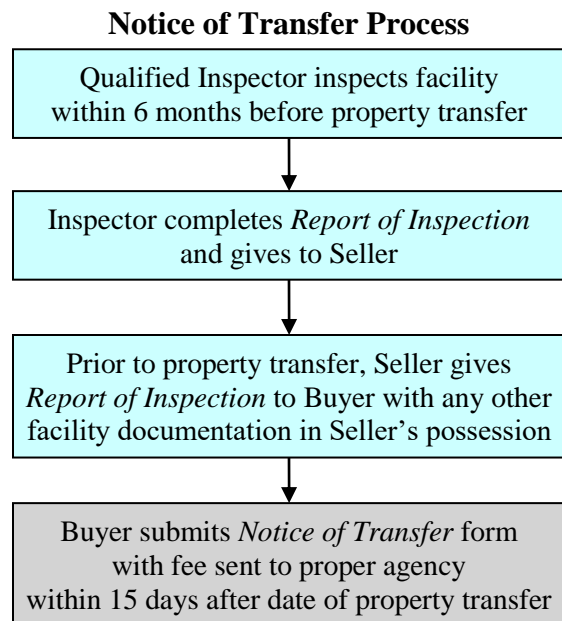 Notice of Transfer Process
Qualified Inspector inspects facility
within 6 months before property transfer
Inspector completes Report of Inspection
and gives to Seller
Prior to property transfer, Seller gives
Report of Inspection to Buyer with any other
facility documentation in Seller's possession
Buyer submits Notice of Transfer form
with fee sent to proper agency
within 15 days after date of property transfer